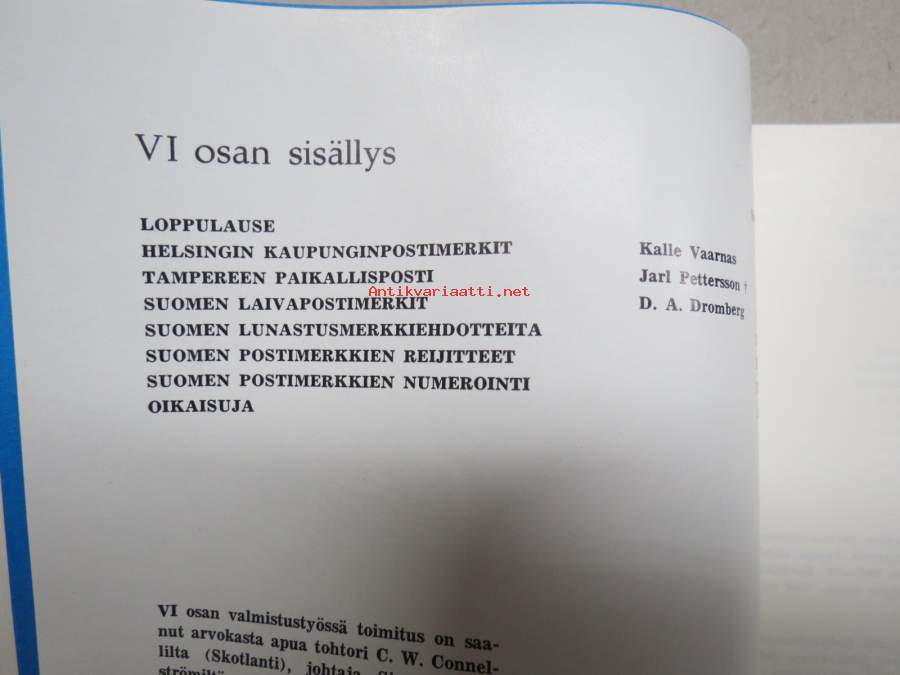 VI osan sisällys
LOPPULAUSE
HELSINGIN KAUPUNGINPOSTIMERKIT Kalle Vaarnas
TAMPEREEN PAIKALLISPOSTI Jarl Pettersson †
Antikvariaatti.net
SUOMEN LAIVAPOSTIMERKIT D. A. Dromberg
SUOMEN LUNASTUSMERKKIEHDOTTEITA
SUOMEN POSTIMERKKIEN REIJITTEET
SUOMEN POSTIMERKKIEN NUMEROINTI
OIKAISUJA
VI osan valmistustyössä toimitus on saa-
nut arvokasta apua tohtori C. W. Connel-
lilta (Skotlanti), johtaja